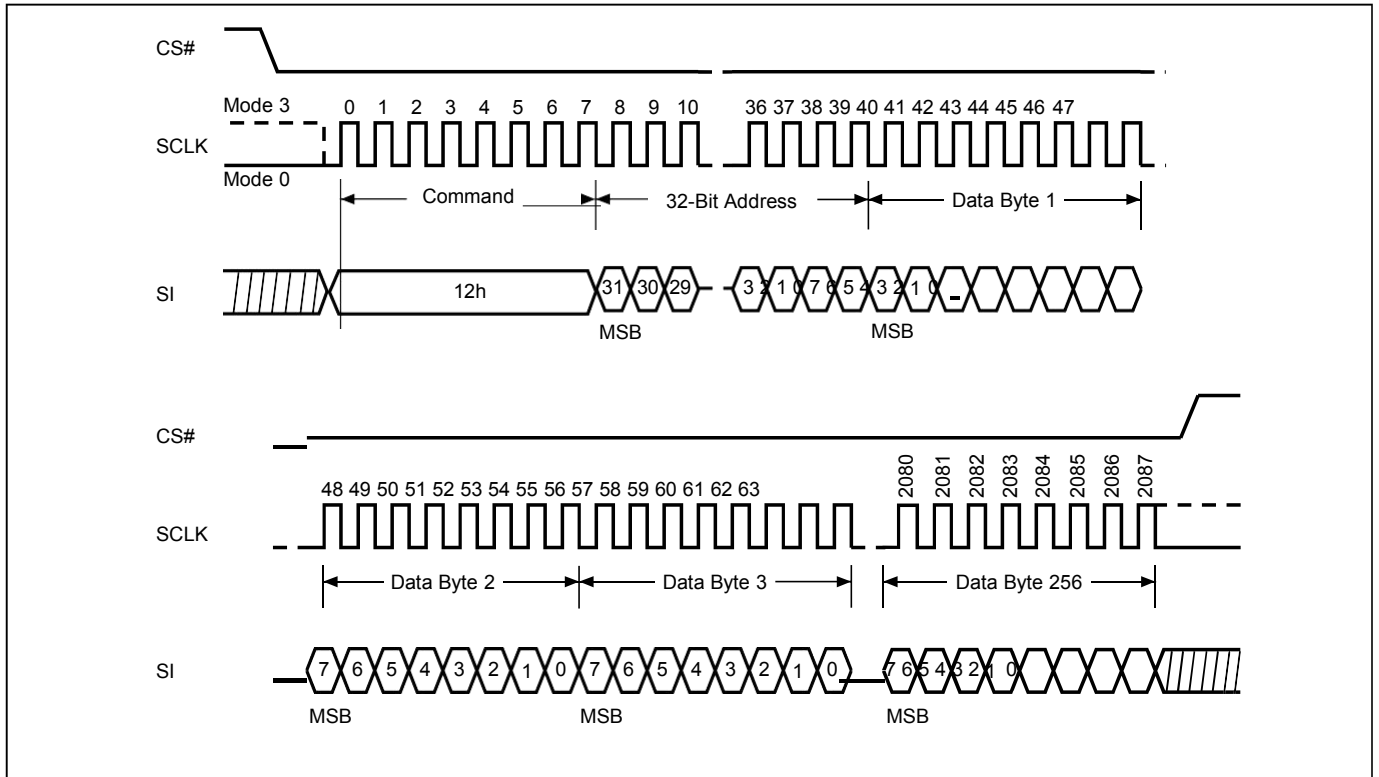 CS#
Mode 3
0 1 2 3 4 5 6 7 8 9 10 36 37 38 39 40 41 42 43 44 45 46 47
SCLK
Mode 0
Command 32-Bit Address Data Byte 1
SI 12h 31 30 29 3 2 1 0 7 6 5 4 3 2 1 0
MSB MSB
CS#
48 49 50 51 52 53 54 55 56 57 58 59 60 61 62 63 2080 2081 2082 2083 2084 2085 2086 2087
SCLK
Data Byte 2 Data Byte 3 Data Byte 256
SI 7 6 5 4 3 2 1 0 7 6 5 4 3 2 1 0 7 6 5 4 3 2 1 0
MSB MSB MSB